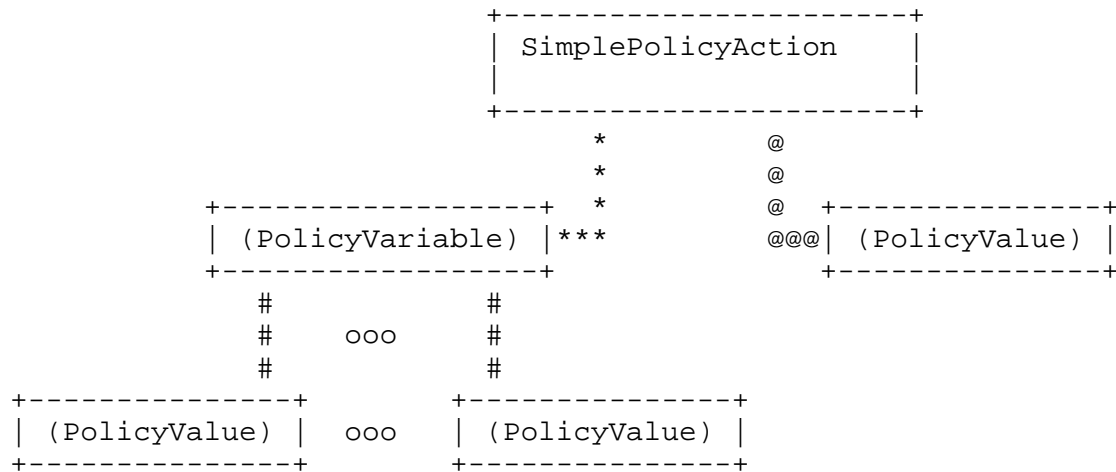 SimplePolicyAction
* @
* @
* @
(PolicyVariable) *** @@@ (PolicyValue)
# #
# ooo #
# #
(PolicyValue) ooo (PolicyValue)